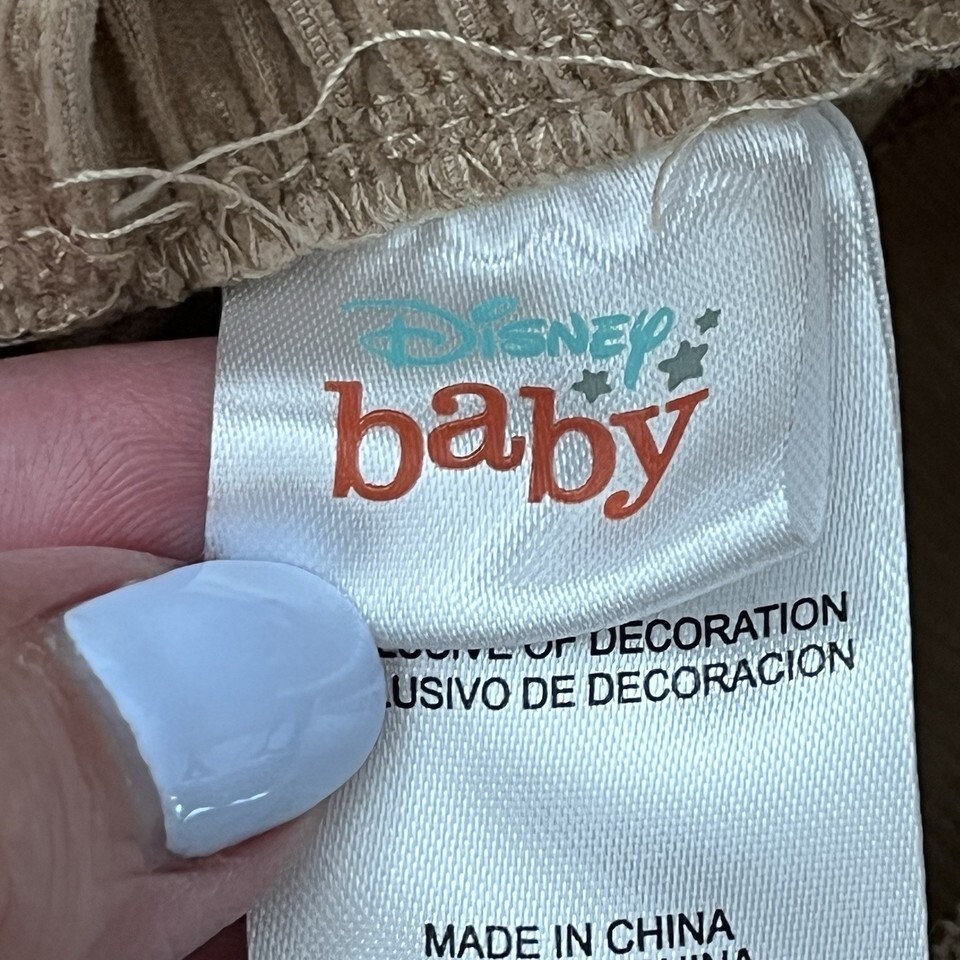 Disney
baby
OF DECORATION
DE DECORACION
MADE IN CHINA